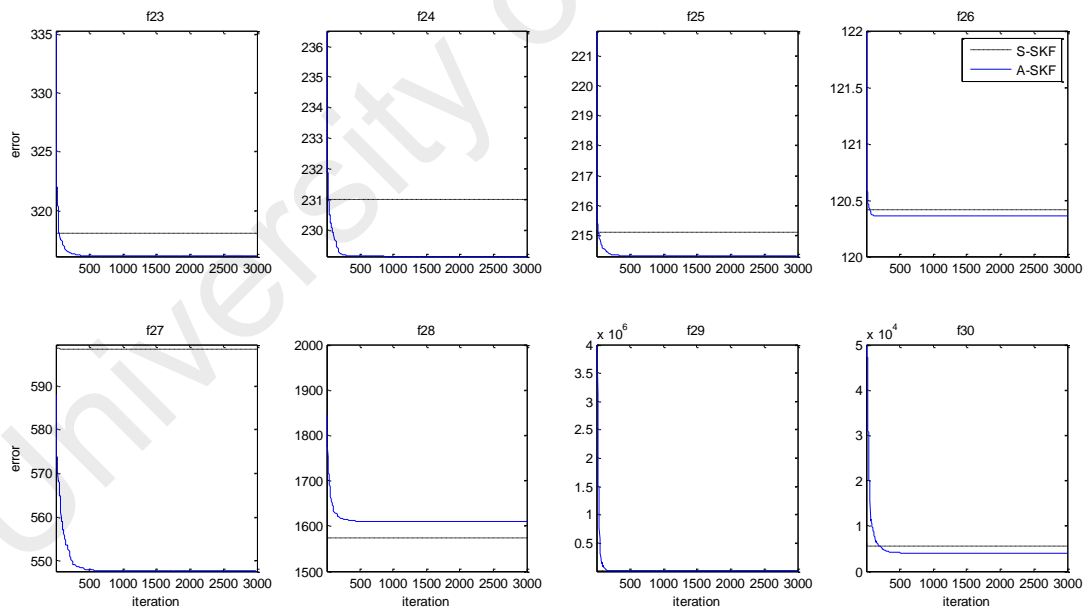 f23
335
330
325
320
error
500 1000 1500 2000 2500 3000
f24
236
235
234
233
232
231
230
500 1000 1500 2000 2500 3000
f25
221
220
219
218
217
216
215
500 1000 1500 2000 2500 3000
f26
122
121.5
121
120.5
120
S-SKF
A-SKF
500 1000 1500 2000 2500 3000
f27
590
580
570
560
550
error
500 1000 1500 2000 2500 3000
iteration
f28
2000
1900
1800
1700
1600
1500
500 1000 1500 2000 2500 3000
iteration
f29
x 10^6
4
3.5
3
2.5
2
1.5
1
0.5
500 1000 1500 2000 2500 3000
iteration
f30
x 10^4
5
4
3
2
1
0
500 1000 1500 2000 2500 3000
iteration
University